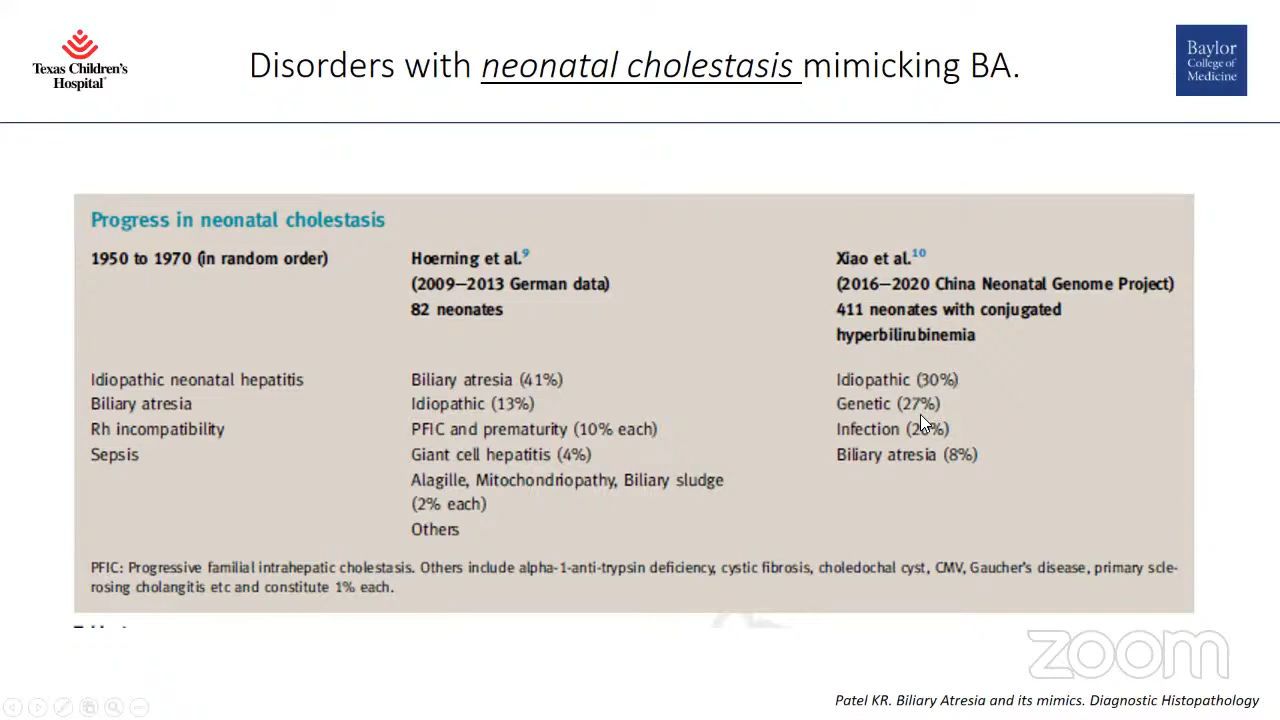 Texas Children's
Hospital
Disorders with neonatal cholestasis mimicking BA.
Baylor
College of
Medicine
Progress in neonatal cholestasis
1950 to 1970 (in random order)
Hoerning et al.9
(2009–2013 German data)
82 neonates
Xiao et al.10
(2016–2020 China Neonatal Genome Project)
411 neonates with conjugated
hyperbilirubinemia
Idiopathic neonatal hepatitis
Biliary atresia
Rh incompatibility
Sepsis
Biliary atresia (41%)
Idiopathic (13%)
PFIC and prematurity (10% each)
Giant cell hepatitis (4%)
Alagille, Mitochondriopathy, Biliary sludge
(2% each)
Others
Idiopathic (30%)
Genetic (27%)
Infection
Biliary atresia (8%)
PFIC: Progressive familial intrahepatic cholestasis. Others include alpha-1-anti-trypsin deficiency, cystic fibrosis, choledochal cyst, CMV, Gaucher's disease, primary scle-
rosing cholangitis etc and constitute 1% each.
zoom
Patel KR. Biliary Atresia and its mimics. Diagnostic Histopathology